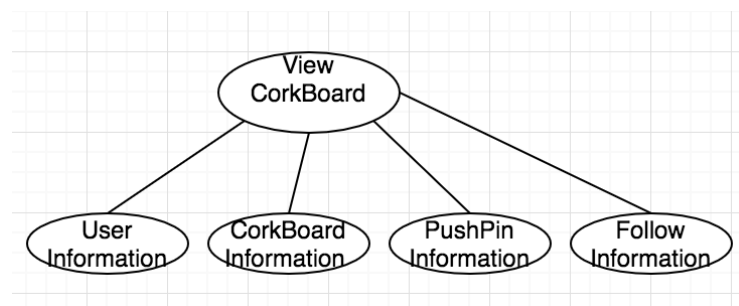 View
CorkBoard
User
Information
CorkBoard
Information
PushPin
Information
Follow
Information